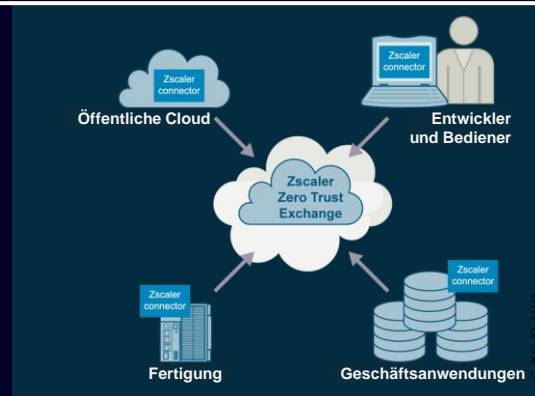 Zscaler
connector
Öffentliche Cloud
Zscaler
connector
Entwickler
und Bediener
Zscaler
Zero Trust
Exchange
Zscaler
connector
Fertigung
Zscaler
connector
Geschäftsanwendungen